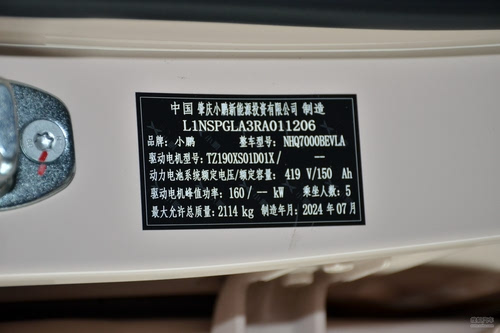 中国 肇庆小鹏新能源投资有限公司 制造
L1NSPGLA3RA011206
品牌：小鹏 整车型号：NHQ7000BEVLA
驱动电机型号：TZ190XS01D01X / --
动力电池系统额定电压/额定容量：419 V/150 Ah
驱动电机峰值功率：160 / -- kW 乘坐人数：5
最大允许总质量：2114 kg 制造年月：2024 年 07 月